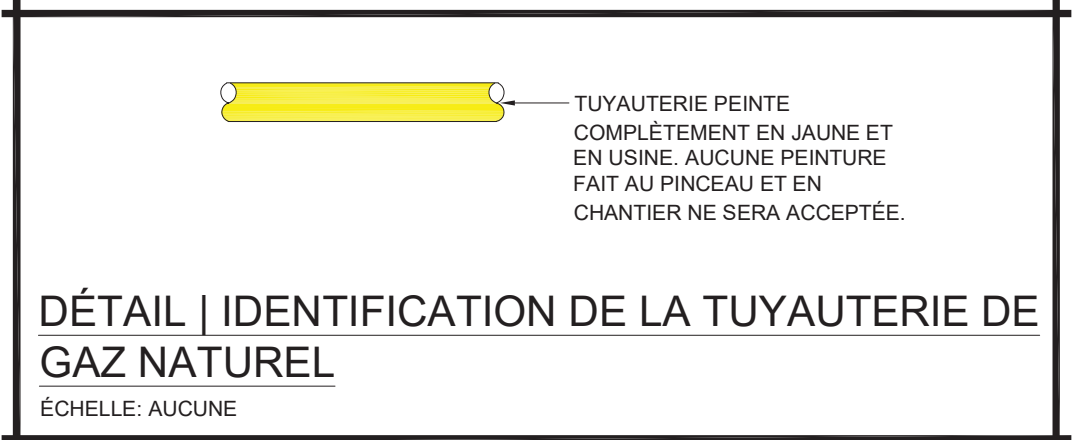 TUYAUTERIE PEINTE
COMPLÈTEMENT EN JAUNE ET
EN USINE. AUCUNE PEINTURE
FAIT AU PINCEAU ET EN
CHANTIER NE SERA ACCEPTÉE.
DÉTAIL | IDENTIFICATION DE LA TUYAUTERIE DE
GAZ NATUREL
ÉCHELLE: AUCUNE